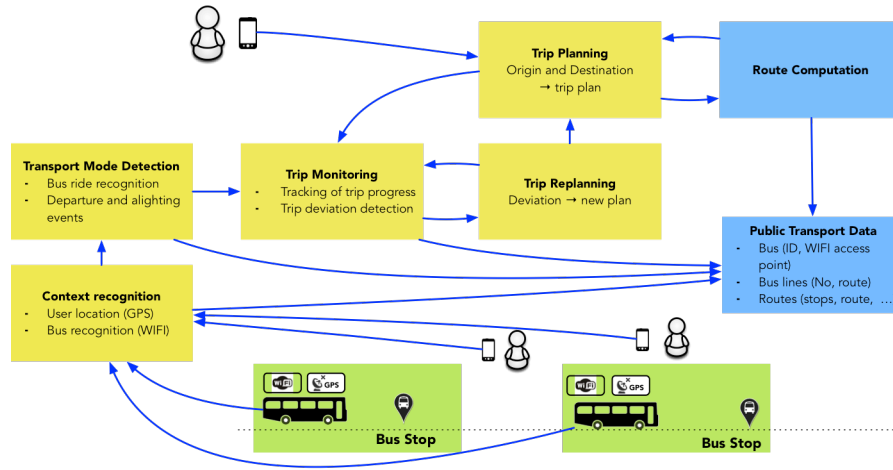 Trip Planning
Origin and Destination
→ trip plan
Route Computation
Transport Mode Detection
- Bus ride recognition
- Departure and alighting
events
Trip Monitoring
- Tracking of trip progress
- Trip deviation detection
Trip Replanning
Deviation → new plan
Public Transport Data
- Bus (ID, WIFI access
point)
- Bus lines (No, route)
- Routes (stops, route, …
Context recognition
- User location (GPS)
- Bus recognition (WIFI)
WiFi
GPS
Bus Stop
WiFi
GPS
Bus Stop